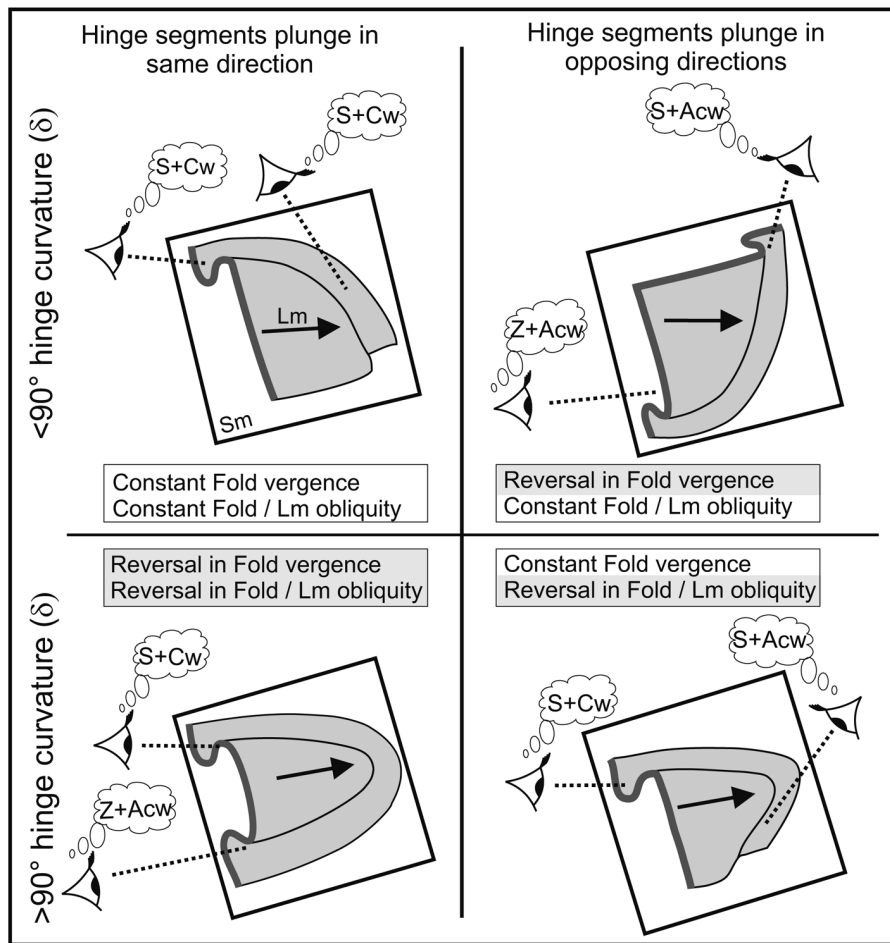 Hinge segments plunge in
same direction
Hinge segments plunge in
opposing directions
<90° hinge curvature (δ)
S+Cw
S+Cw
Lm
Sm
Constant Fold vergence
Constant Fold / Lm obliquity
S+Acw
Z+Acw
Reversal in Fold vergence
Constant Fold / Lm obliquity
>90° hinge curvature (δ)
Reversal in Fold vergence
Reversal in Fold / Lm obliquity
S+Cw
Z+Acw
Constant Fold vergence
Reversal in Fold / Lm obliquity
S+Acw
S+Cw